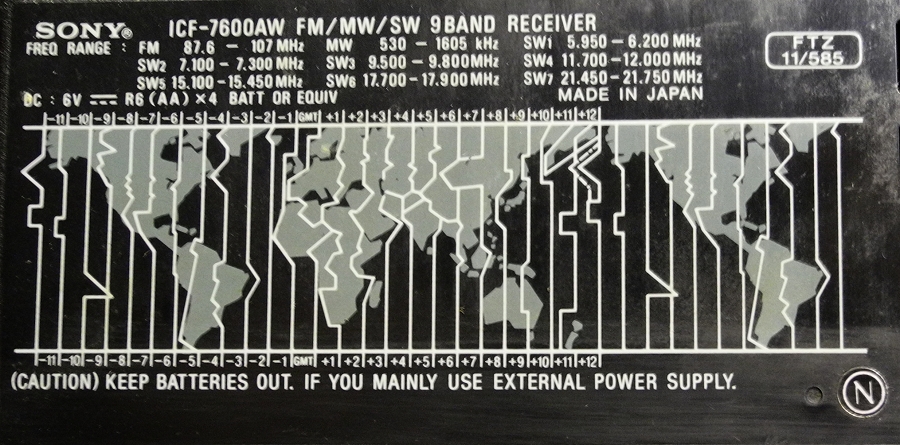 SONY® ICF-7600AW FM/MW/SW 9BAND RECEIVER
FREQ RANGE : FM 87.6 – 107 MHz MW 530 – 1605 kHz SW1 5.950 – 6.200 MHz
SW2 7.100 – 7.300 MHz SW3 9.500 – 9.800 MHz SW4 11.700 – 12.000 MHz
SW5 15.100 – 15.450 MHz SW6 17.700 – 17.900 MHz SW7 21.450 – 21.750 MHz
FTZ
11/585
DC : 6V ⎓ R6 (AA) × 4 BATT OR EQUIV MADE IN JAPAN
-11 -10 -9 -8 -7 -6 -5 -4 -3 -2 -1 GMT +1 +2 +3 +4 +5 +6 +7 +8 +9 +10 +11 +12
-11 -10 -9 -8 -7 -6 -5 -4 -3 -2 -1 GMT +1 +2 +3 +4 +5 +6 +7 +8 +9 +10 +11 +12
(CAUTION) KEEP BATTERIES OUT. IF YOU MAINLY USE EXTERNAL POWER SUPPLY.
N